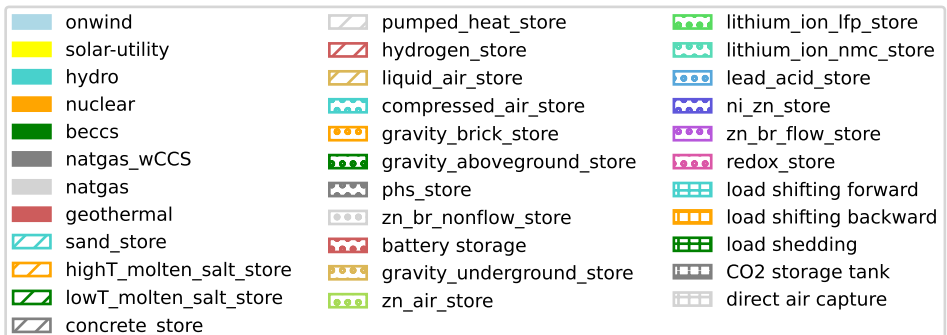 onwind
solar-utility
hydro
nuclear
beccs
natgas_wCCS
natgas
geothermal
sand_store
highT_molten_salt_store
lowT_molten_salt_store
concrete_store
pumped_heat_store
hydrogen_store
liquid_air_store
compressed_air_store
gravity_brick_store
gravity_aboveground_store
phs_store
zn_br_nonflow_store
battery storage
gravity_underground_store
zn_air_store
lithium_ion_lfp_store
lithium_ion_nmc_store
lead_acid_store
ni_zn_store
zn_br_flow_store
redox_store
load shifting forward
load shifting backward
load shedding
CO2 storage tank
direct air capture